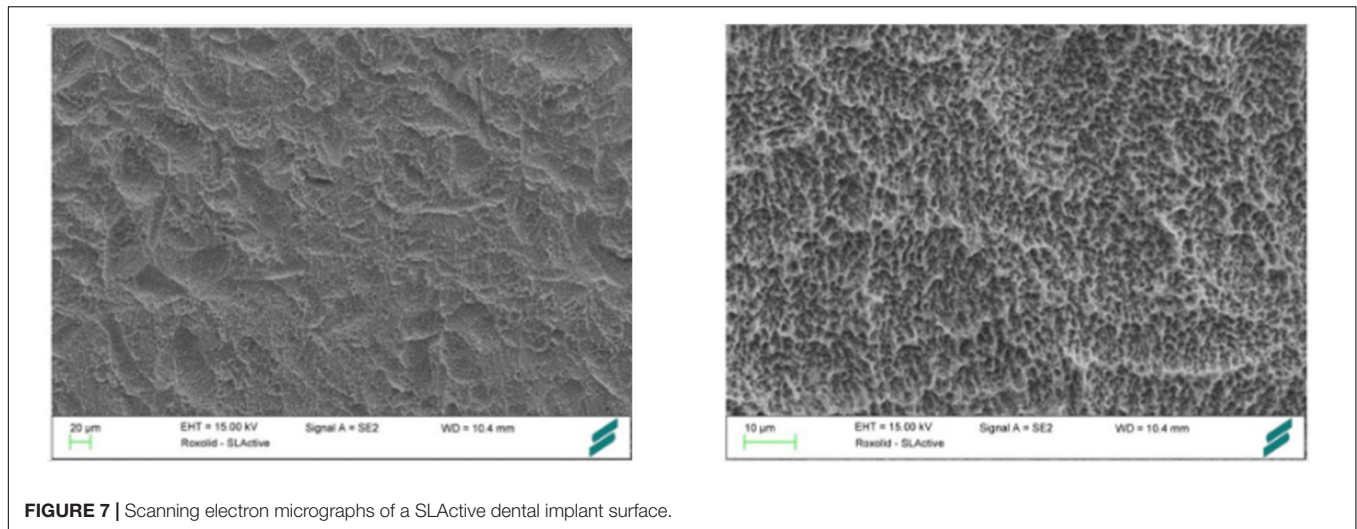 20 µm
EHT = 15.00 kV Signal A = SE2 WD = 10.4 mm
Roxolid - SLActive
10 µm
EHT = 15.00 kV Signal A = SE2 WD = 10.4 mm
Roxolid - SLActive
FIGURE 7 | Scanning electron micrographs of a SLActive dental implant surface.